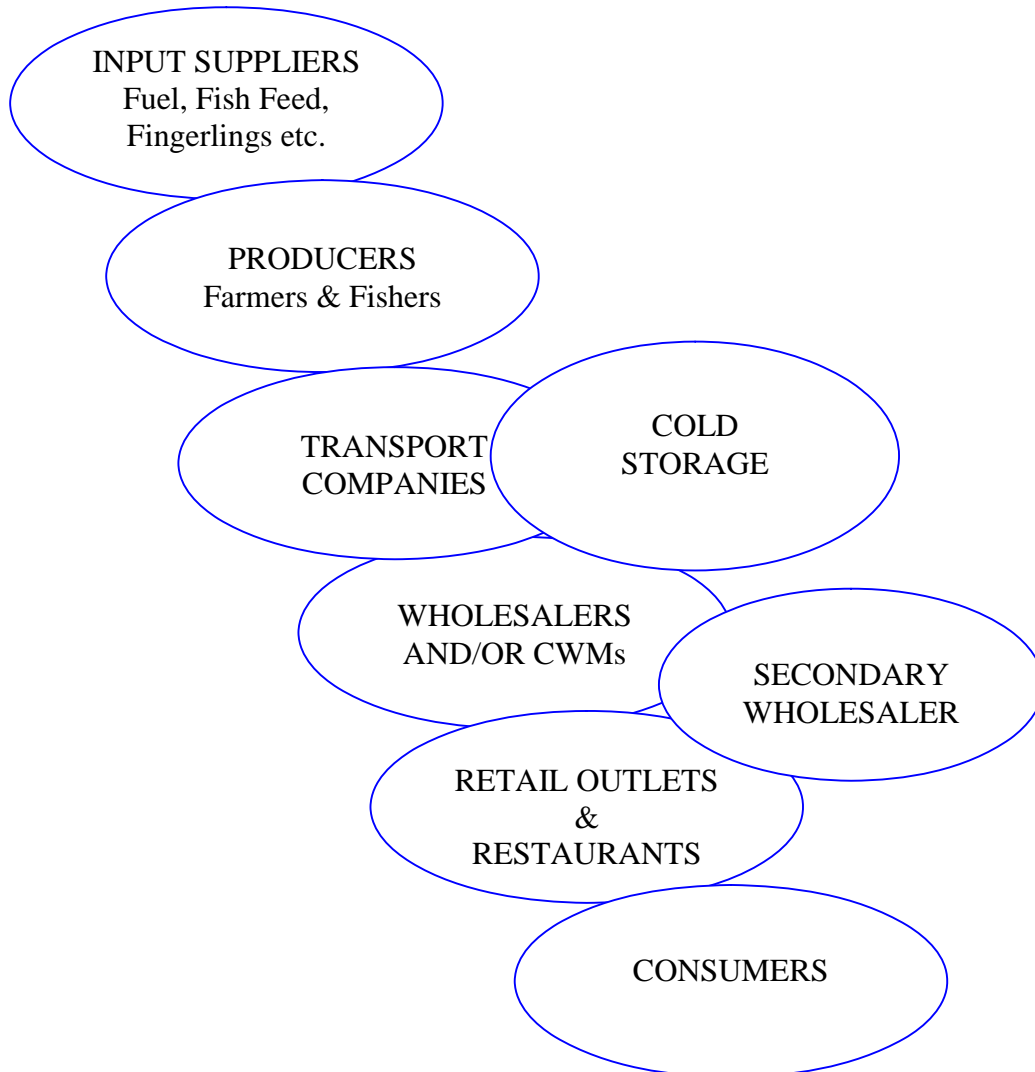 INPUT SUPPLIERS
Fuel, Fish Feed,
Fingerlings etc.
PRODUCERS
Farmers & Fishers
TRANSPORT
COMPANIES
COLD
STORAGE
WHOLESALERS
AND/OR CWMs
SECONDARY
WHOLESALER
RETAIL OUTLETS
&
RESTAURANTS
CONSUMERS